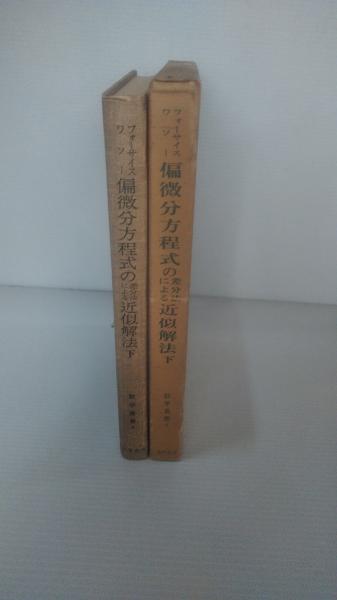 フォーサイス
ワソー
偏微分方程式の差分法による近似解法 下
フォーサイス
ワソー
偏微分方程式の差分法による近似解法 下